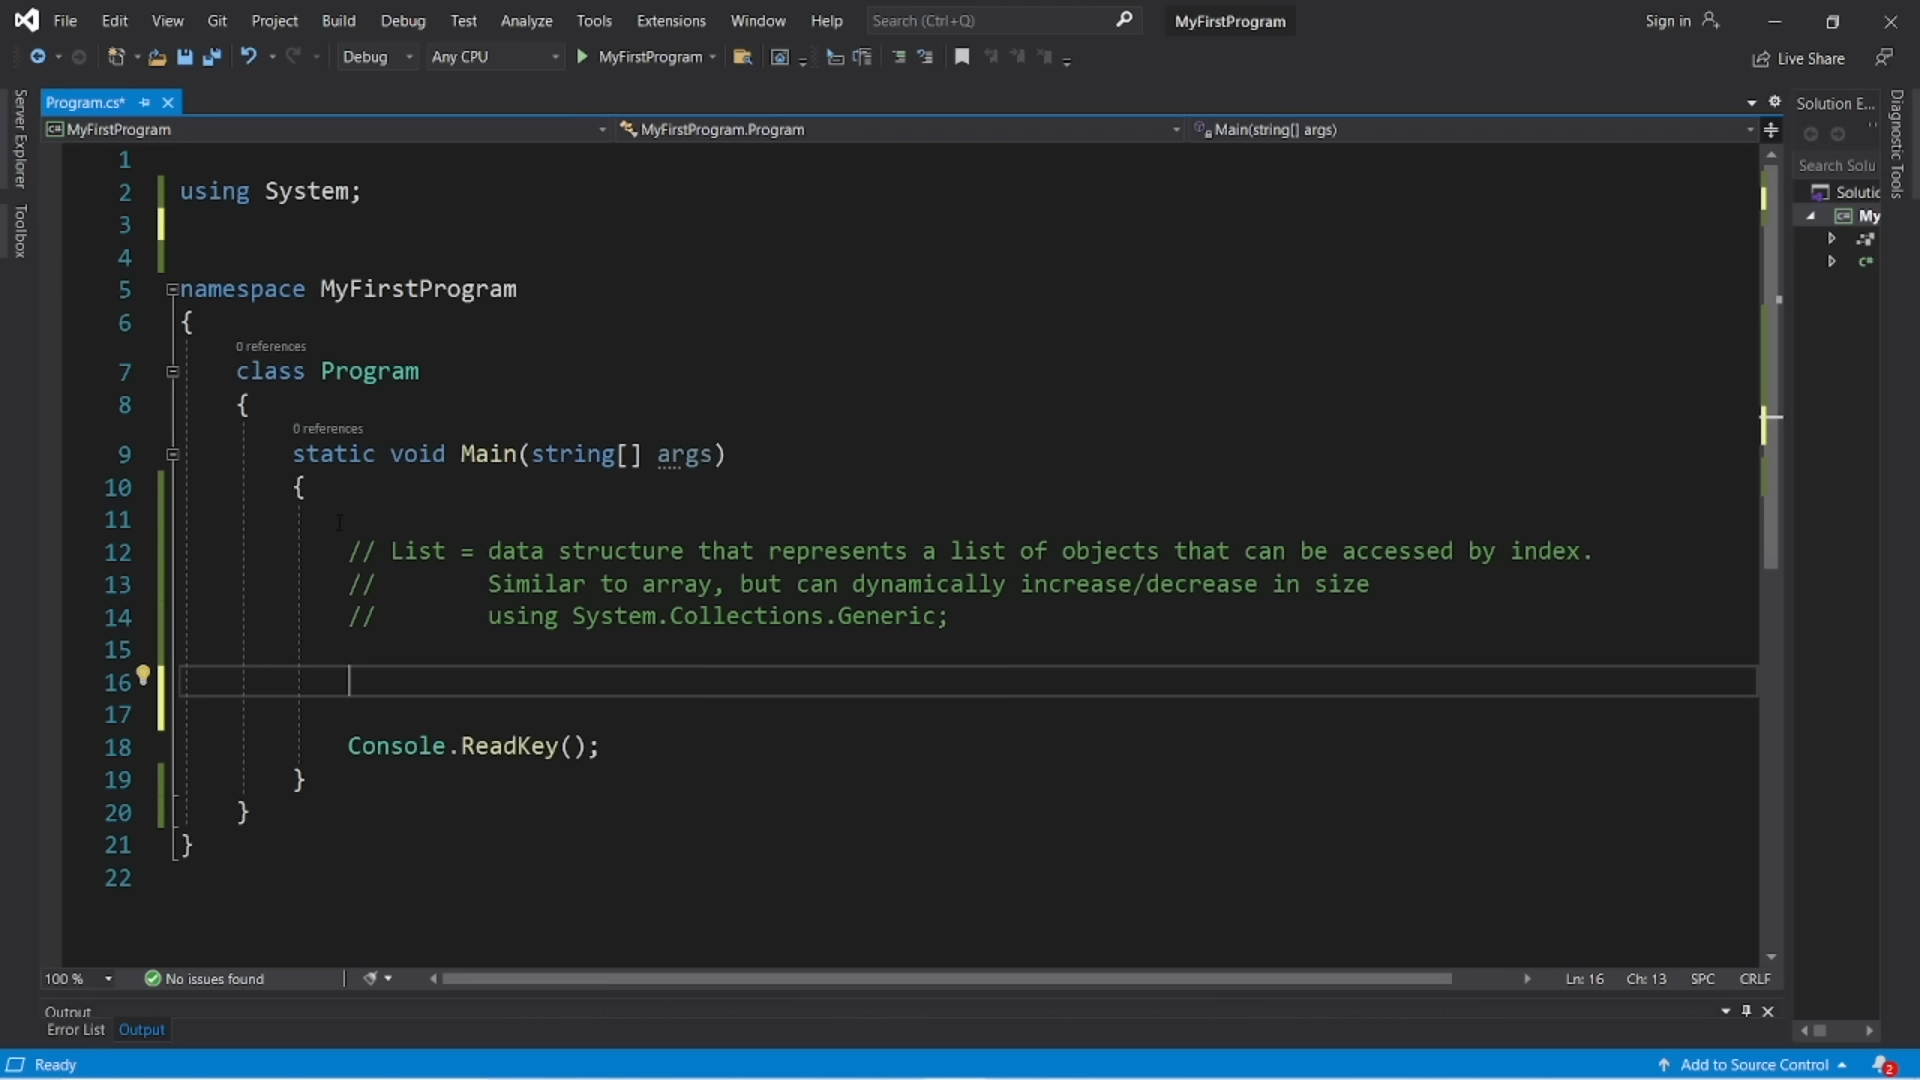 File Edit View Git Project Build Debug Test Analyze Tools Extensions Window Help Search (Ctrl+Q) MyFirstProgram Sign in
Debug Any CPU MyFirstProgram Live Share
Program.cs* Solution E...
MyFirstProgram MyFirstProgram.Program Main(string[] args)
Server Explorer
Toolbox
Diagnostic Tools
Search Solu
Solutic
My
1
2 using System;
3
4
5 namespace MyFirstProgram
6 {
0 references
7 class Program
8 {
0 references
9 static void Main(string[] args)
10 {
11
12 // List = data structure that represents a list of objects that can be accessed by index.
13 // Similar to array, but can dynamically increase/decrease in size
14 // using System.Collections.Generic;
15
16
17
18 Console.ReadKey();
19 }
20 }
21 }
22
100 % No issues found Ln: 16 Ch: 13 SPC CRLF
Output
Error List Output
Ready Add to Source Control 2